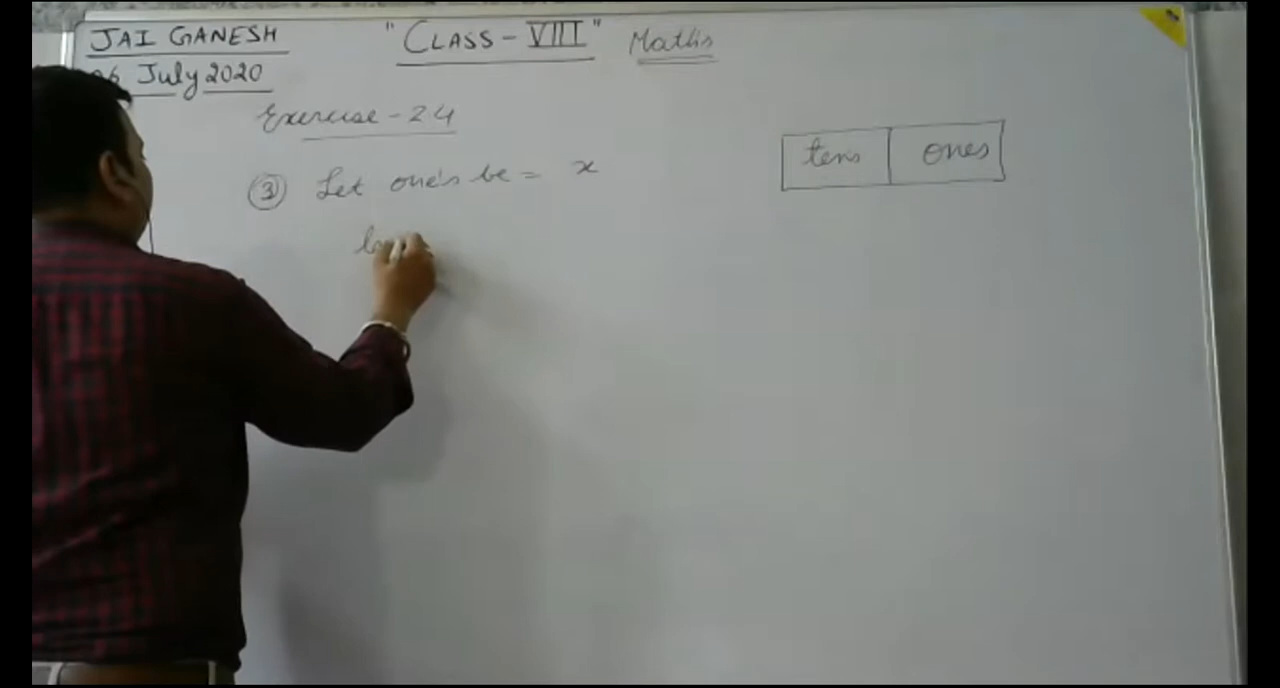 JAI GANESH
"CLASS - VIII" Maths
06 July 2020
Exercise - 24
tens ones
③ Let one's be = x